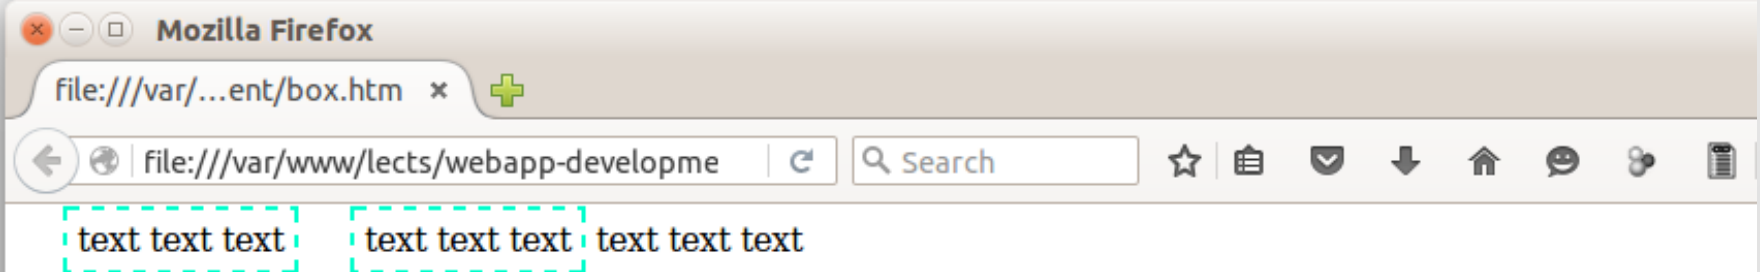 Mozilla Firefox
file:///var/...ent/box.htm
file:///var/www/lects/webapp-developme
Search
text text text text text text text text text